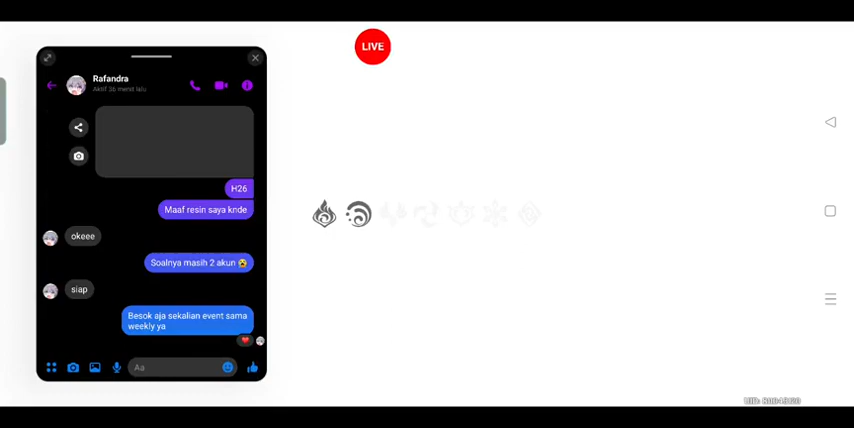 LIVE
Rafandra
Aktif 36 menit lalu
H26
Maaf resin saya knde
okeee
Soalnya masih 2 akun 😭
siap
Besok aja sekalian event sama
weekly ya
Aa